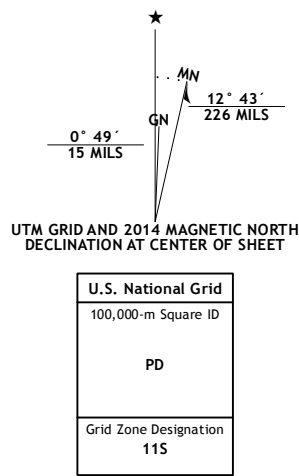 ★
MN
GN
12° 43´
226 MILS
0° 49´
15 MILS
UTM GRID AND 2014 MAGNETIC NORTH
DECLINATION AT CENTER OF SHEET
U.S. National Grid
100,000-m Square ID
PD
Grid Zone Designation
11S